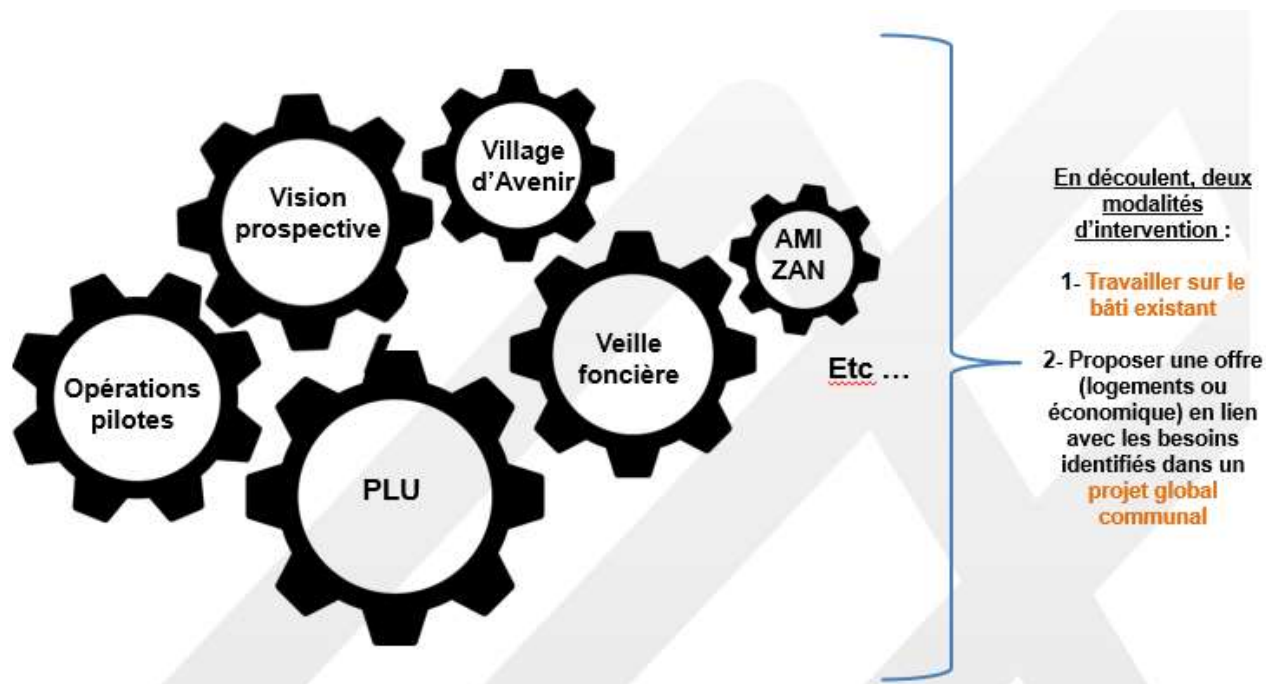 Village
d’Avenir
Vision
prospective
AMI
ZAN
Veille
foncière
Opérations
pilotes
PLU
Etc ...
En découlent, deux
modalités
d’intervention :
1- Travailler sur le
bâti existant
2- Proposer une offre
(logements ou
économique) en lien
avec les besoins
identifiés dans un
projet global
communal